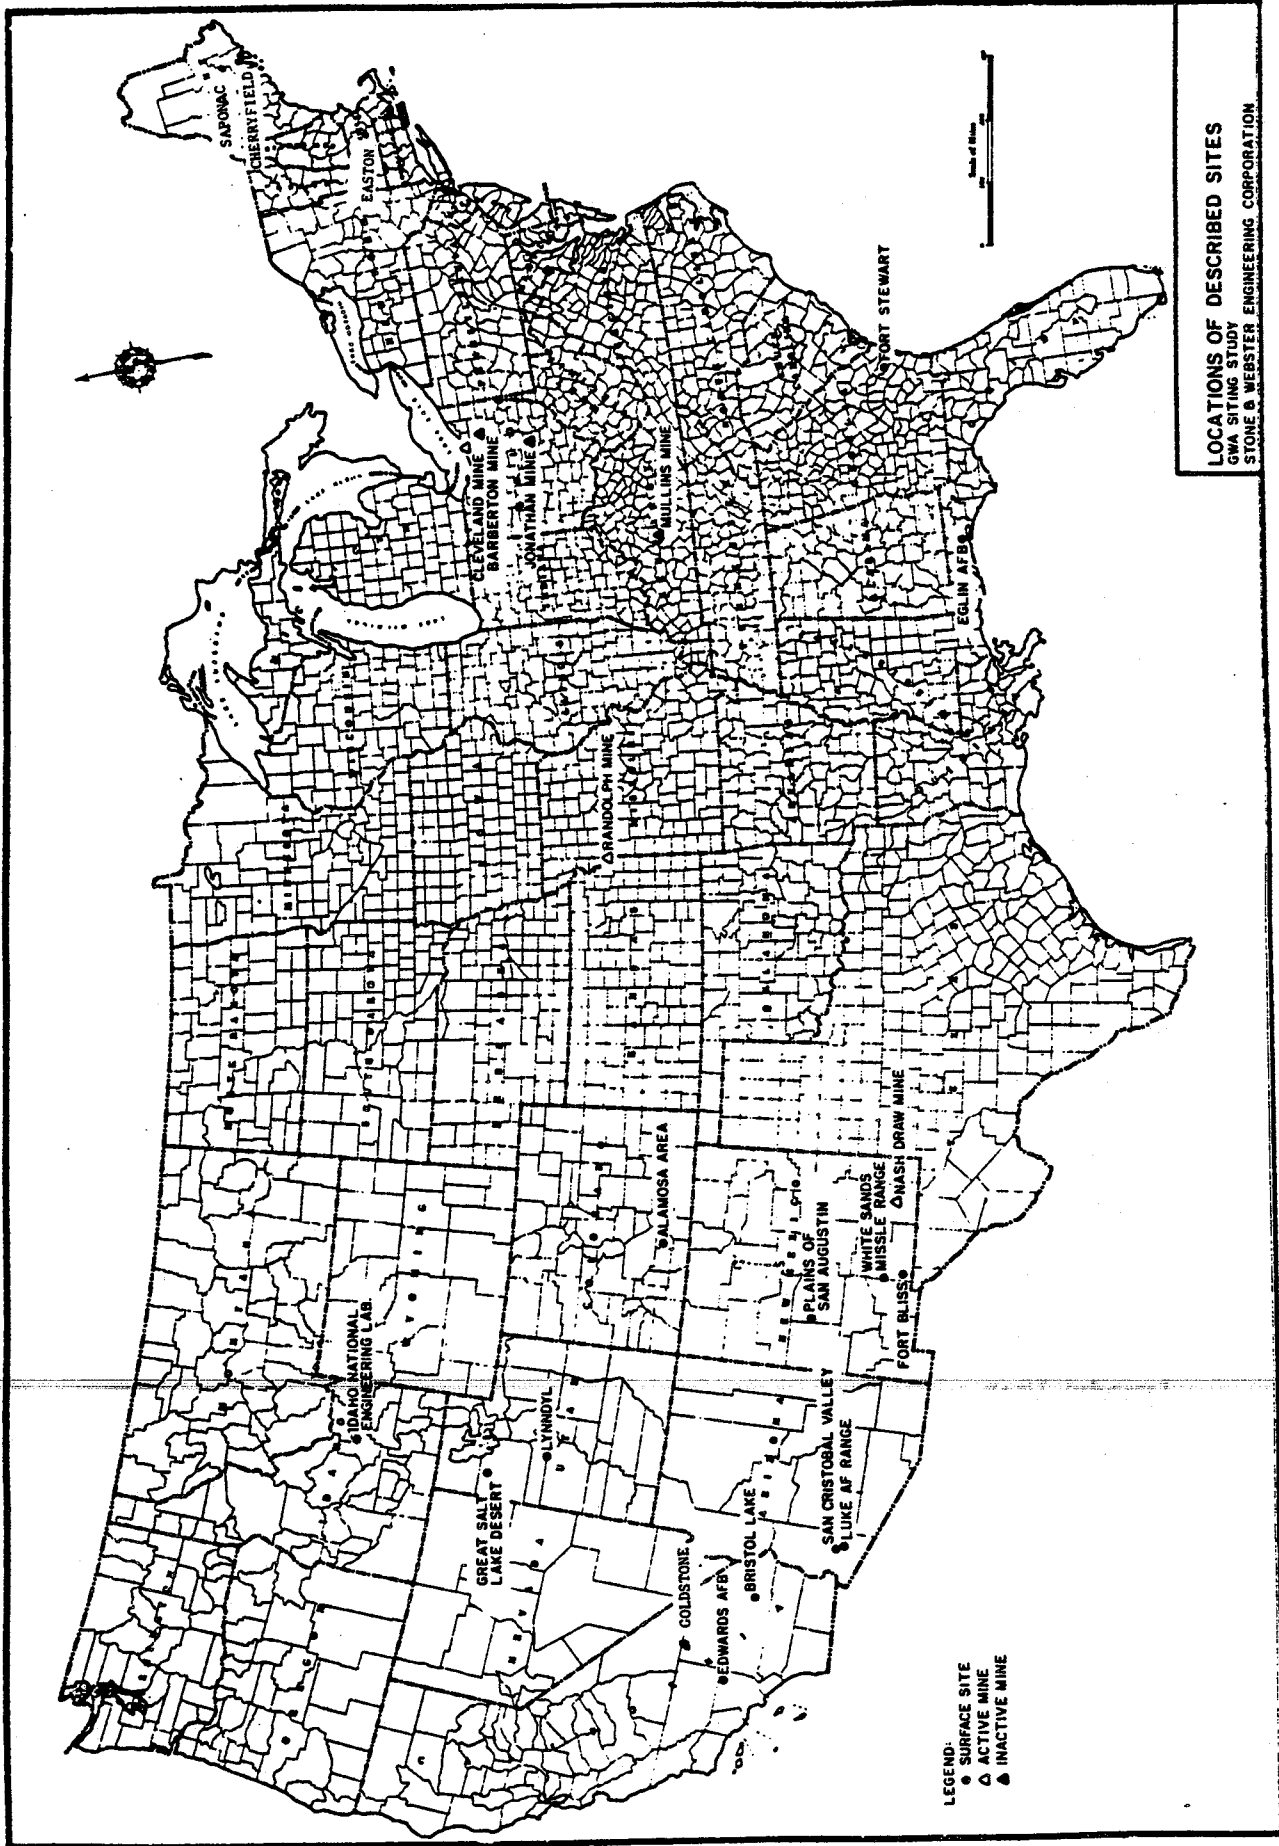 SAPONAC
CHERRYFIELD
EASTON
CLEVELAND MINE
BARBERTON MINE
JONATHAN MINE
MULLINS MINE
FORT STEWART
EGLIN AFB
RANDOLPH MINE
IDAHO NATIONAL
ENGINEERING LAB.
GREAT SALT
LAKE DESERT
LYNNDYL
ALAMOSA AREA
PLAINS OF
SAN AUGUSTIN
WHITE SANDS
MISSLE RANGE
NASH DRAW MINE
FORT BLISS
SAN CRISTOBAL VALLEY
LUKE AF RANGE
BRISTOL LAKE
GOLDSTONE
EDWARDS AFB
LEGEND:
SURFACE SITE
ACTIVE MINE
INACTIVE MINE
LOCATIONS OF DESCRIBED SITES
GWA SITING STUDY
STONE & WEBSTER ENGINEERING CORPORATION